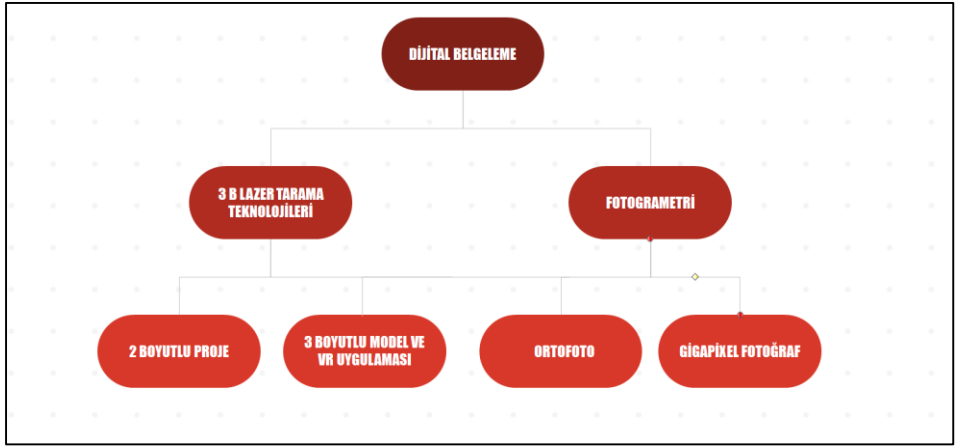 DİJİTAL BELGELEME
3 B LAZER TARAMA
TEKNOLOJİLERİ
FOTOGRAMETRİ
2 BOYUTLU PROJE
3 BOYUTLU MODEL VE
VR UYGULAMASI
ORTOFOTO
GİGAPİXEL FOTOĞRAF